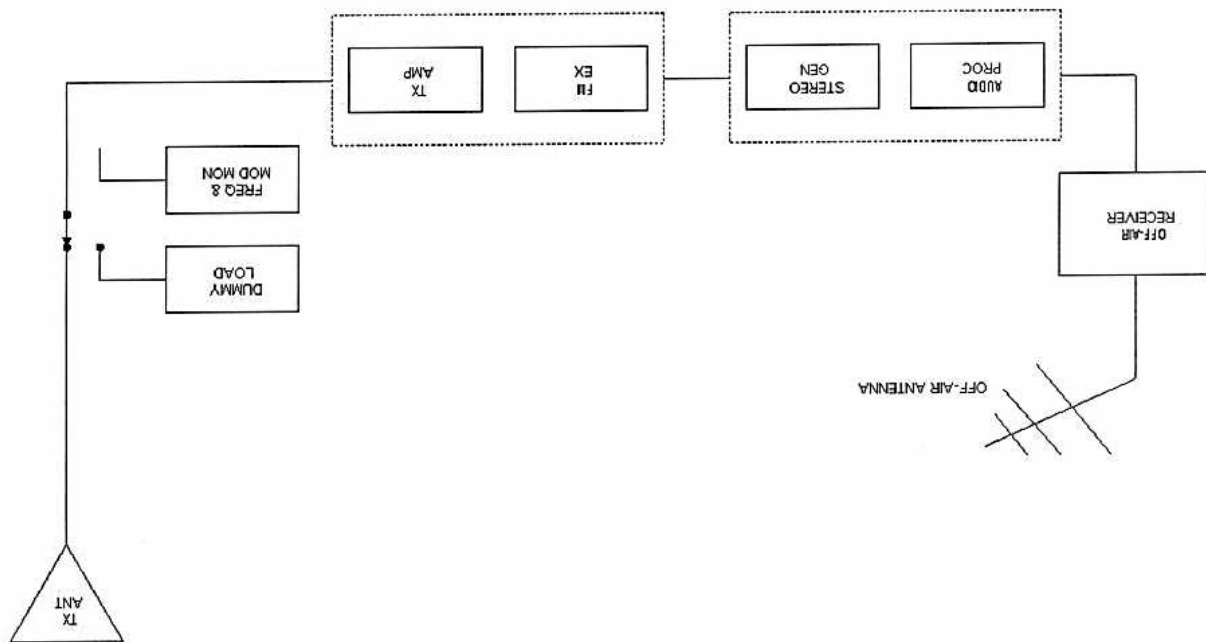 TX
ANT
OFF-AIR ANTENNA
OFF-AIR
RECEIVER
DUMMY
LOAD
FREQ &
MOD MON
AUDIO
PROC
STEREO
GEN
FM
EX
TX
AMP